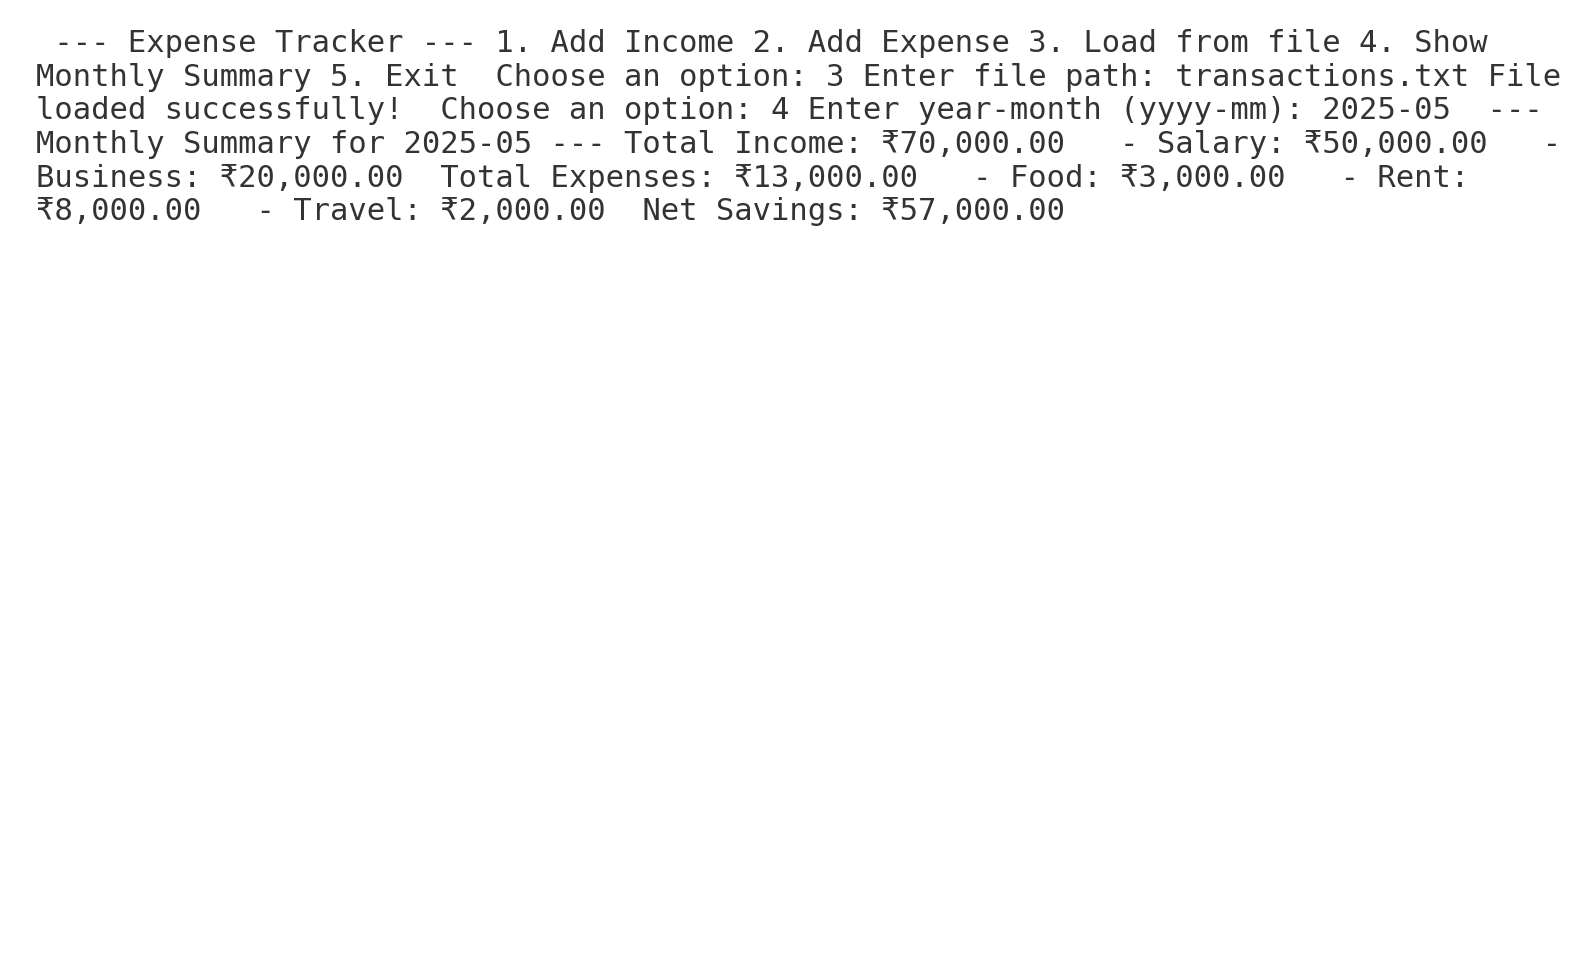 --- Expense Tracker --- 1. Add Income 2. Add Expense 3. Load from file 4. Show
Monthly Summary 5. Exit  Choose an option: 3 Enter file path: transactions.txt File
loaded successfully!  Choose an option: 4 Enter year-month (yyyy-mm): 2025-05  ---
Monthly Summary for 2025-05 --- Total Income: ₹70,000.00   - Salary: ₹50,000.00   -
Business: ₹20,000.00  Total Expenses: ₹13,000.00   - Food: ₹3,000.00   - Rent:
₹8,000.00   - Travel: ₹2,000.00  Net Savings: ₹57,000.00